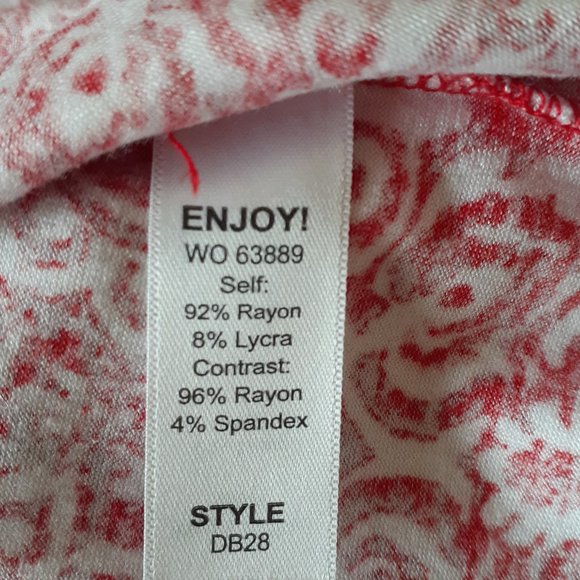 ENJOY!
WO 63889
Self:
92% Rayon
8% Lycra
Contrast:
96% Rayon
4% Spandex
STYLE
DB28